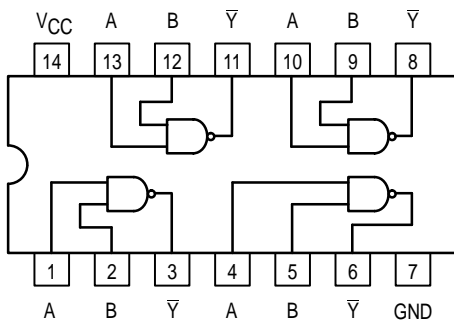 VCC A B Y̅ A B Y̅
14 13 12 11 10 9 8
1 2 3 4 5 6 7
A B Y̅ A B Y̅ GND